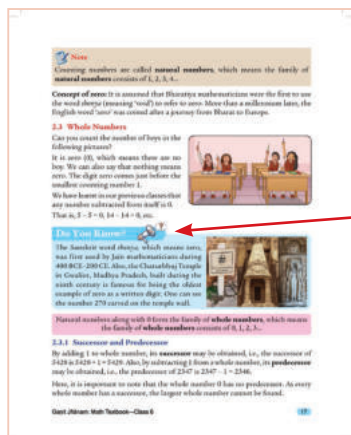 Note
Counting numbers are called natural numbers, which means the family of
natural numbers consists of 1, 2, 3, 4...
Concept of zero: It is assumed that Bharatiya mathematicians were the first to use
the word shunya (meaning 'void') to refer to zero. More than a millennium later, the
English word 'zero' was coined after a journey from Bharat to Europe.
2.3 Whole Numbers
Can you count the number of boys in the
following pictures?
It is zero (0), which means there are no
boy. We can also say that nothing means
zero. The digit zero comes just before the
smallest counting number 1.
We have learnt in our previous classes that
any number subtracted from itself is 0.
That is, 5 – 5 = 0, 14 – 14 = 0, etc.
Do You Know?
The Sanskrit word shunya, which means zero,
was first used by Jain mathematicians during
400 BCE–200 CE. Also, the Chaturbhuj Temple
in Gwalior, Madhya Pradesh, built during the
ninth century is famous for being the oldest
example of zero as a written digit. One can see
the number 270 carved on the temple wall.
Natural numbers along with 0 from the family of whole numbers, which means
the family of whole numbers consists of 0, 1, 2, 3...
2.3.1 Successor and Predecessor
By adding 1 to whole number, its successor may be obtained, i.e., the successor of
5428 is 5428 + 1 = 5429. Also, by subtracting 1 from a whole number, its predecessor
may be obtained, i.e., the predecessor of 2347 is 2347 – 1 = 2346.
Here, it is important to note that the whole number 0 has no predecessor. As every
whole number has a successor, the largest whole number cannot be found.
Math Textbook—Class 6
17